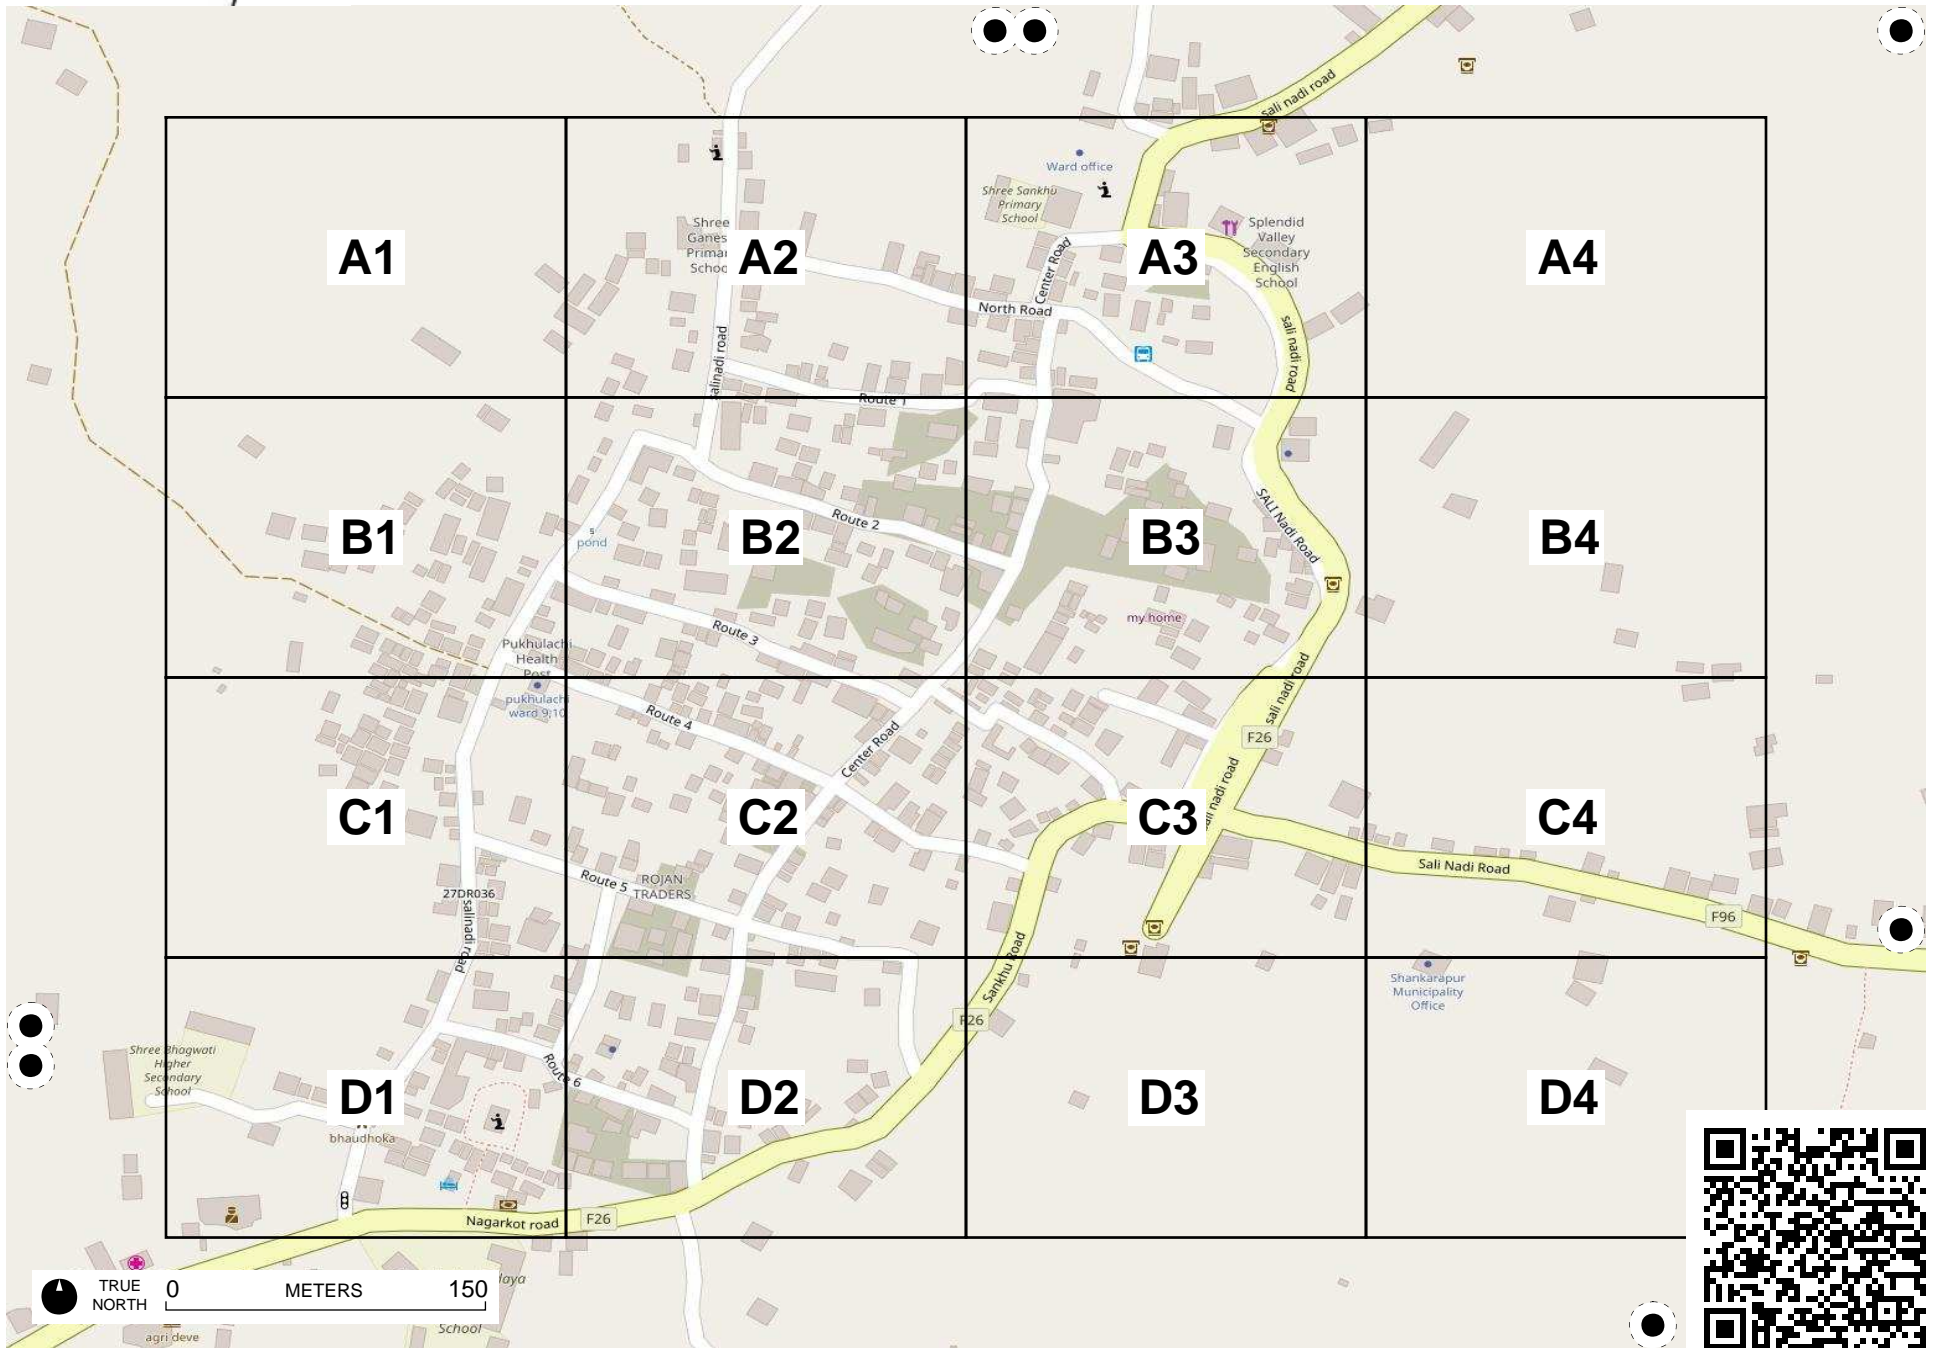 Sali nadi road
Ward office
Shree Sankhu
Primary
School
Shree
Splendid
Valley
Secondary
English
School
A1
A2
A3
A4
Center Road
North Road
salinadi road
sali nadi road
Route 1
SALI Nadi Road
B1
B2
B3
B4
Route 2
pond
Route 3
my home
Pukhulachi
Health
Post
pukhulachi
ward 9,10
Route 4
sali nadi road
F26
Center Road
sali nadi road
C1
C2
C3
C4
Sali Nadi Road
Route 5
ROJAN
TRADERS
27DR036
salinadi road
F96
Sankhu Road
Shankarapur
Municipality
Office
F26
Shree Bhagwati
Higher
Secondary
School
Route 6
D1
D2
D3
D4
bhaudhoka
Nagarkot road
F26
TRUE
NORTH
0 METERS 150
School
agri deve